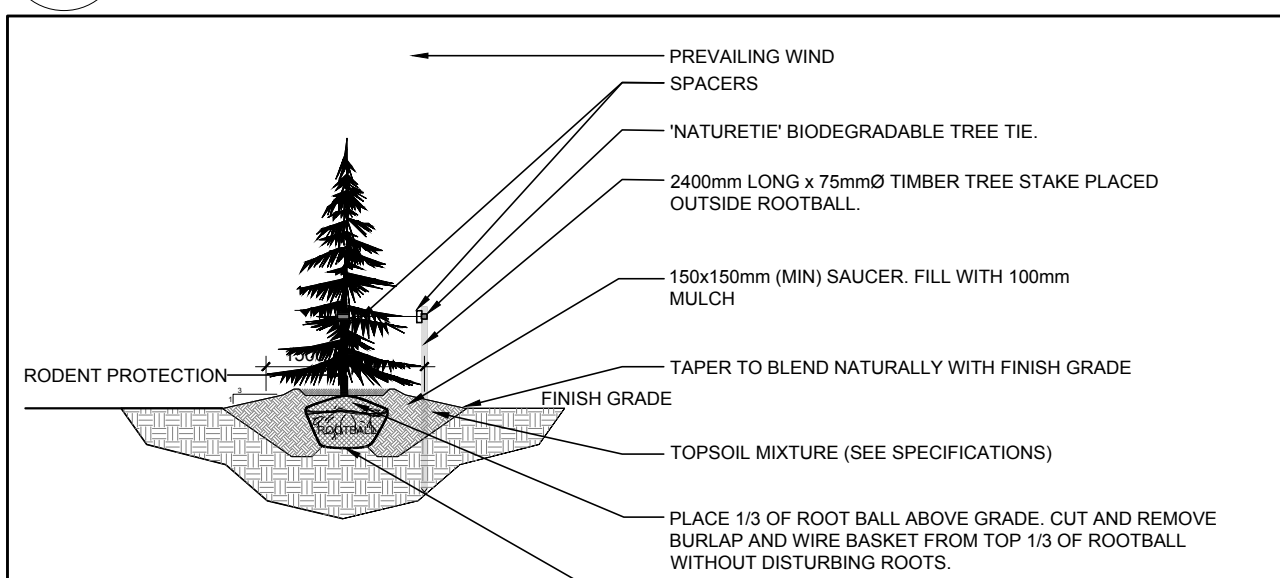 PREVAILING WIND
SPACERS
'NATURETIE' BIODEGRADABLE TREE TIE.
2400mm LONG x 75mmØ TIMBER TREE STAKE PLACED
OUTSIDE ROOTBALL.
150x150mm (MIN) SAUCER. FILL WITH 100mm
MULCH
TAPER TO BLEND NATURALLY WITH FINISH GRADE
RODENT PROTECTION
3
1
FINISH GRADE
ROOTBALL
TOPSOIL MIXTURE (SEE SPECIFICATIONS)
PLACE 1/3 OF ROOT BALL ABOVE GRADE. CUT AND REMOVE
BURLAP AND WIRE BASKET FROM TOP 1/3 OF ROOTBALL
WITHOUT DISTURBING ROOTS.